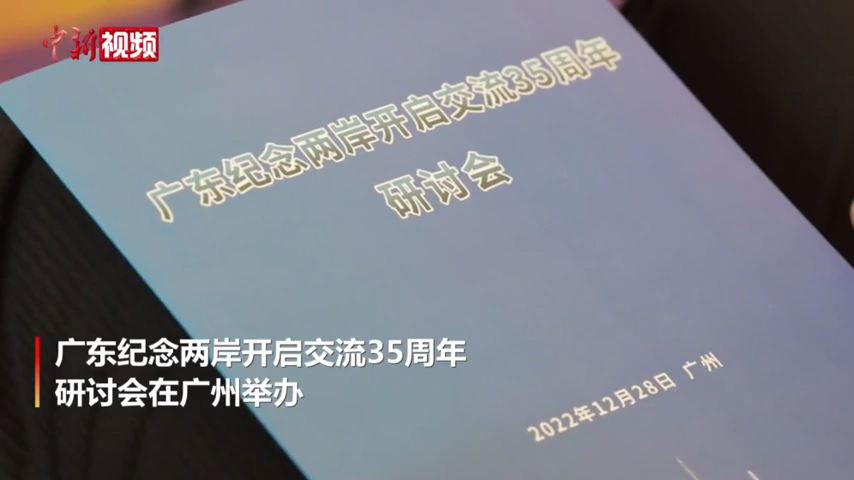 中新视频
广东纪念两岸开启交流35周年
研讨会
广东纪念两岸开启交流35周年
研讨会在广州举办
2022年12月28日 广州